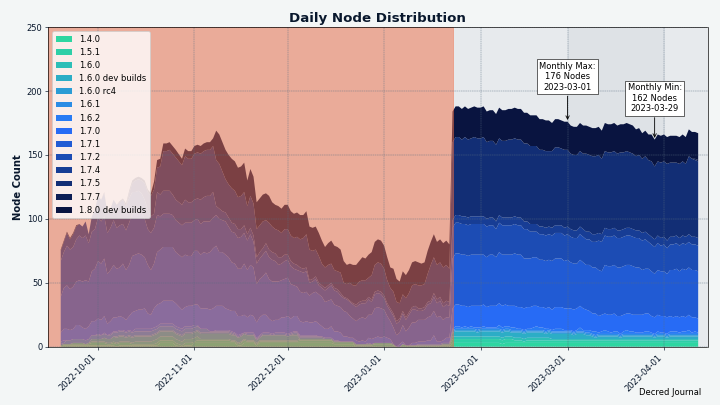 Daily Node Distribution
250
200
150
100
50
0
Node Count
1.4.0
1.5.1
1.6.0
1.6.0 dev builds
1.6.0 rc4
1.6.1
1.6.2
1.7.0
1.7.1
1.7.2
1.7.4
1.7.5
1.7.7
1.8.0 dev builds
Monthly Max:
176 Nodes
2023-03-01
Monthly Min:
162 Nodes
2023-03-29
2022-10-01
2022-11-01
2022-12-01
2023-01-01
2023-02-01
2023-03-01
2023-04-01
Decred Journal